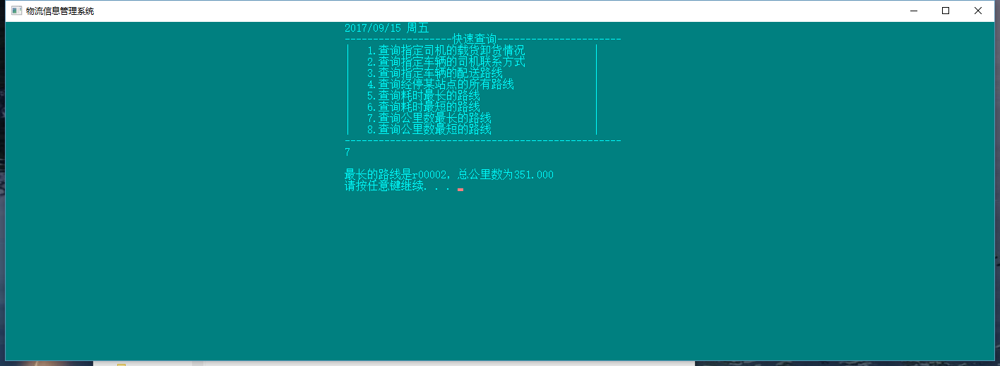 物流信息管理系统
2017/09/15 周五
-------------------快速查询----------------------
|   1.查询指定司机的载货卸货情况            |
|   2.查询指定车辆的司机联系方式            |
|   3.查询指定车辆的配送路线                |
|   4.查询经停某站点的所有路线              |
|   5.查询耗时最长的路线                    |
|   6.查询耗时最短的路线                    |
|   7.查询公里数最长的路线                  |
|   8.查询公里数最短的路线                  |
-------------------------------------------------
7
最长的路线是r00002, 总公里数为351.000
请按任意键继续. . .